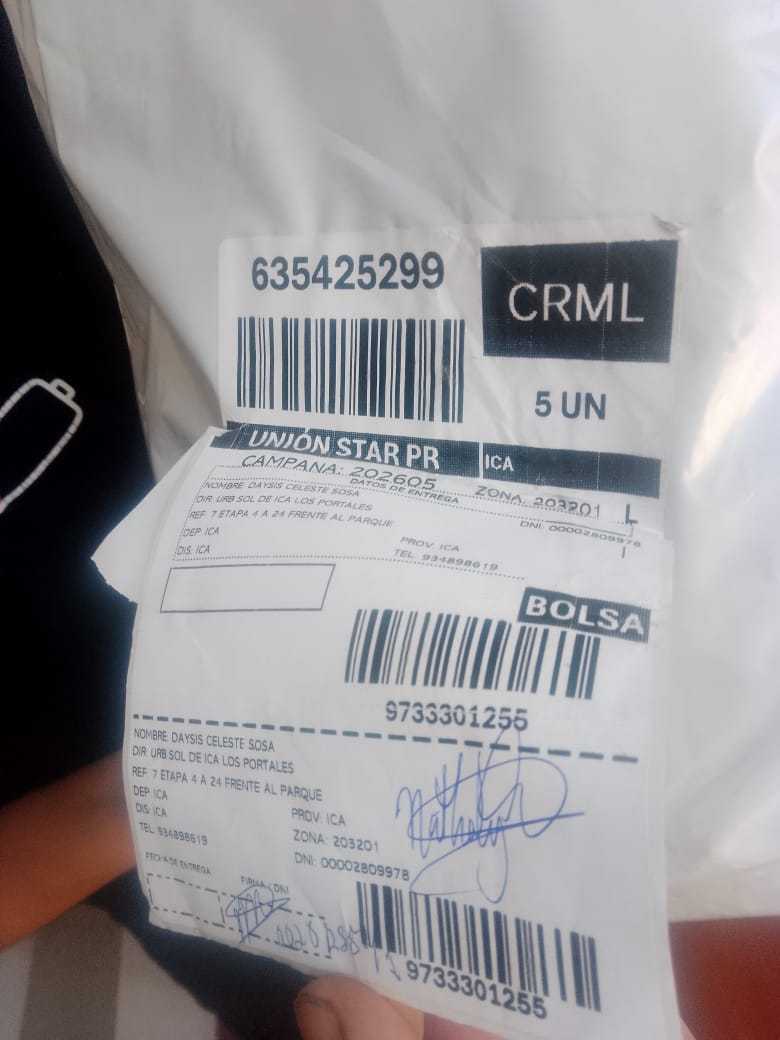 635425299
CRML
5 UN
UNIÓN STAR PR ICA
CAMPAÑA: 202605 ZONA: 203201 L
DATOS DE ENTREGA
NOMBRE: DAYSIS CELESTE SOSA DNI: 00002809978
DIR: URB SOL DE ICA LOS PORTALES
REF: 7 ETAPA 4 A 24 FRENTE AL PARQUE
DEP: ICA PROV: ICA
DIS: ICA TEL: 934898619
BOLSA
9733301255
NOMBRE: DAYSIS CELESTE SOSA
DIR: URB SOL DE ICA LOS PORTALES
REF: 7 ETAPA 4 A 24 FRENTE AL PARQUE
DEP: ICA PROV: ICA
DIS: ICA ZONA: 203201
TEL: 934898619 DNI: 00002809978
FECHA DE ENTREGA FIRMA / DNI
Nathaly
9733301255